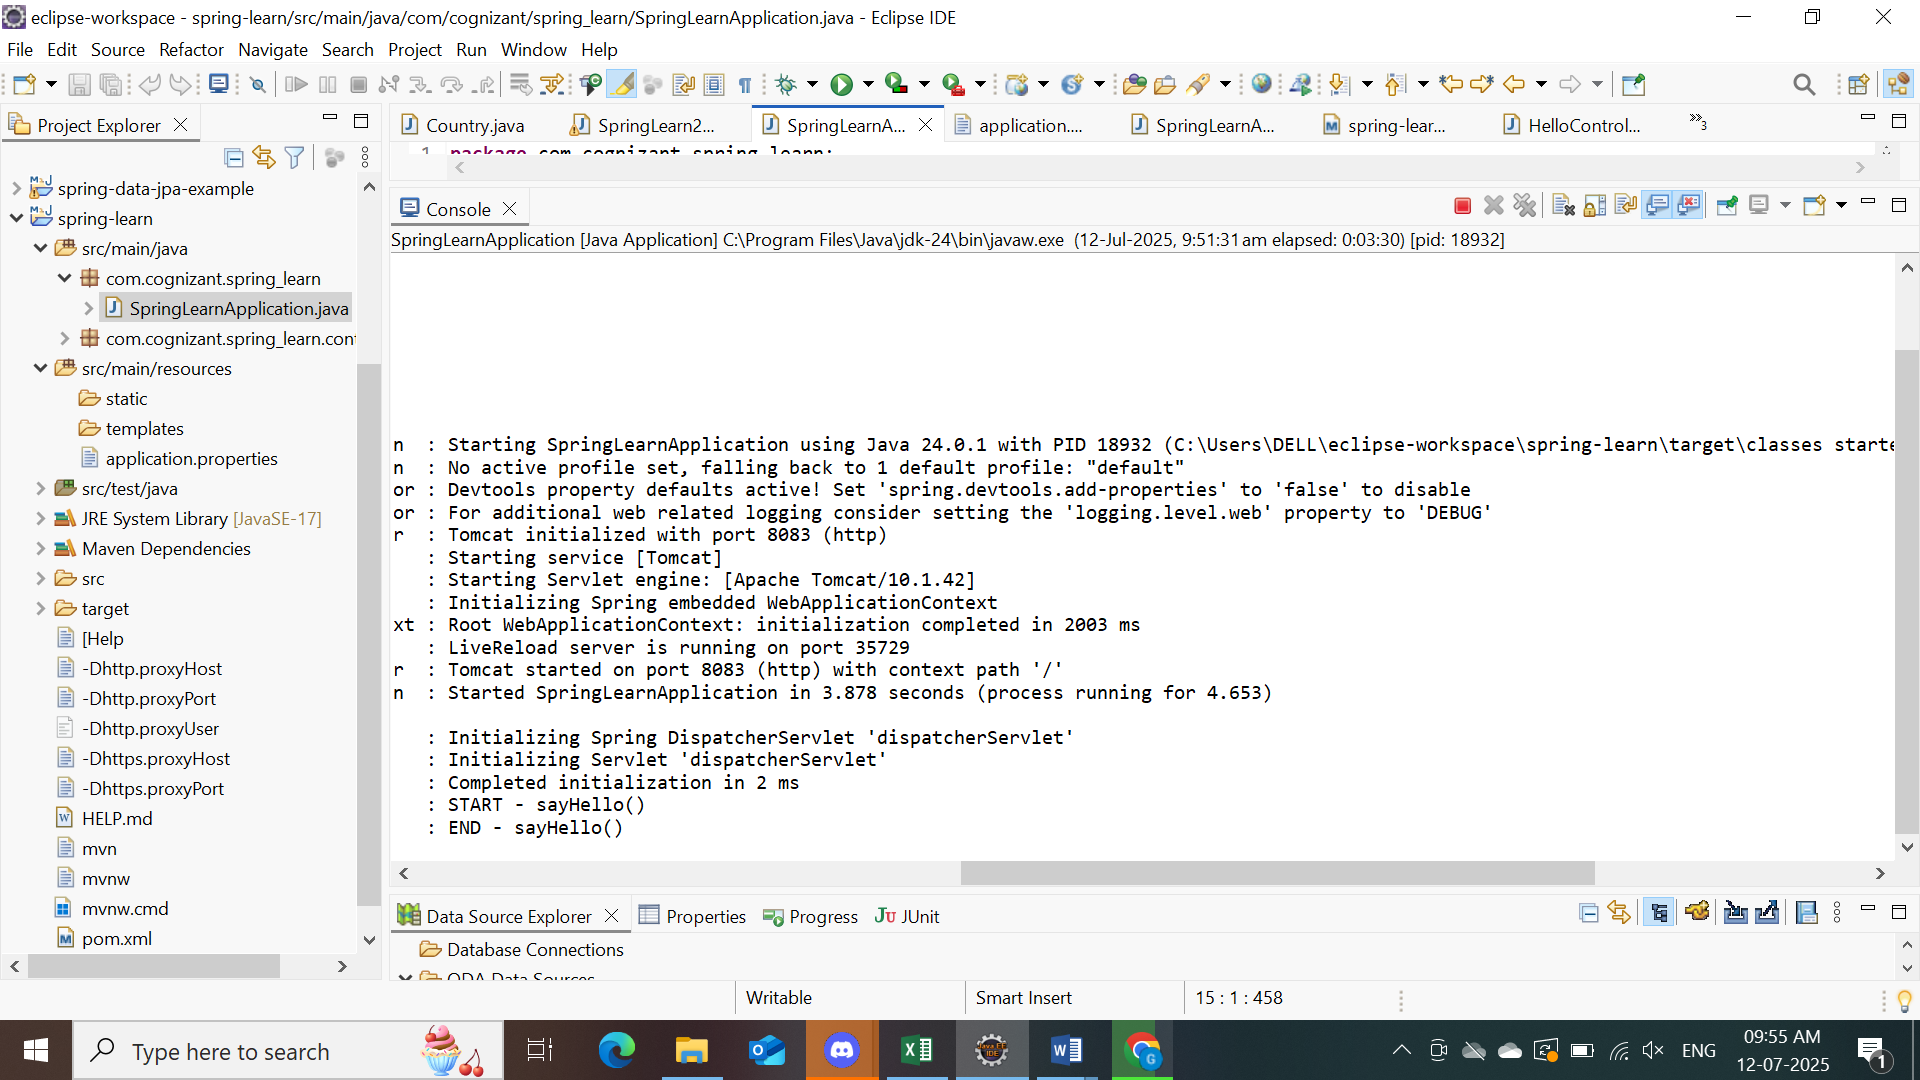 eclipse-workspace - spring-learn/src/main/java/com/cognizant/spring_learn/SpringLearnApplication.java - Eclipse IDE
File Edit Source Refactor Navigate Search Project Run Window Help
Project Explorer
spring-data-jpa-example
spring-learn
src/main/java
com.cognizant.spring_learn
SpringLearnApplication.java
com.cognizant.spring_learn.con
src/main/resources
static
templates
application.properties
src/test/java
JRE System Library [JavaSE-17]
Maven Dependencies
src
target
[Help
-Dhttp.proxyHost
-Dhttp.proxyPort
-Dhttp.proxyUser
-Dhttps.proxyHost
-Dhttps.proxyPort
HELP.md
mvn
mvnw
mvnw.cmd
pom.xml
Country.java SpringLearn2... SpringLearnA... application.... SpringLearnA... spring-lear... HelloControl... »3
1 package com.cognizant.spring_learn;
Console
SpringLearnApplication [Java Application] C:\Program Files\Java\jdk-24\bin\javaw.exe (12-Jul-2025, 9:51:31 am elapsed: 0:03:30) [pid: 18932]
n : Starting SpringLearnApplication using Java 24.0.1 with PID 18932 (C:\Users\DELL\eclipse-workspace\spring-learn\target\classes starte
n : No active profile set, falling back to 1 default profile: "default"
or : Devtools property defaults active! Set 'spring.devtools.add-properties' to 'false' to disable
or : For additional web related logging consider setting the 'logging.level.web' property to 'DEBUG'
r : Tomcat initialized with port 8083 (http)
: Starting service [Tomcat]
: Starting Servlet engine: [Apache Tomcat/10.1.42]
: Initializing Spring embedded WebApplicationContext
xt : Root WebApplicationContext: initialization completed in 2003 ms
: LiveReload server is running on port 35729
r : Tomcat started on port 8083 (http) with context path '/'
n : Started SpringLearnApplication in 3.878 seconds (process running for 4.653)
: Initializing Spring DispatcherServlet 'dispatcherServlet'
: Initializing Servlet 'dispatcherServlet'
: Completed initialization in 2 ms
: START - sayHello()
: END - sayHello()
Data Source Explorer Properties Progress JUnit
Database Connections
ODA Data Sources
Writable Smart Insert 15 : 1 : 458
Type here to search
ENG
09:55 AM
12-07-2025
1